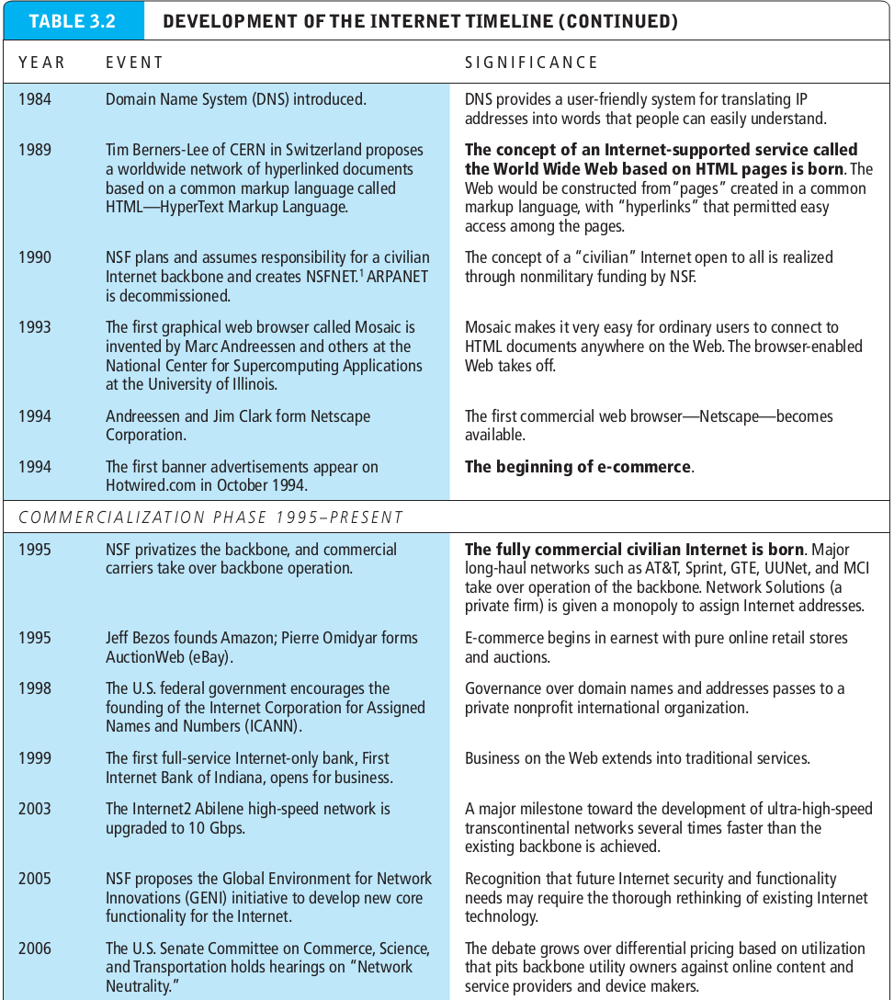 TABLE 3.2 DEVELOPMENT OF THE INTERNET TIMELINE (CONTINUED)
YEAR EVENT SIGNIFICANCE
1984 Domain Name System (DNS) introduced. DNS provides a user-friendly system for translating IP
addresses into words that people can easily understand.
1989 Tim Berners-Lee of CERN in Switzerland proposes The concept of an Internet-supported service called
a worldwide network of hyperlinked documents the World Wide Web based on HTML pages is born. The
based on a common markup language called Web would be constructed from "pages" created in a common
HTML—HyperText Markup Language. markup language, with "hyperlinks" that permitted easy
access among the pages.
1990 NSF plans and assumes responsibility for a civilian The concept of a "civilian" Internet open to all is realized
Internet backbone and creates NSFNET.¹ ARPANET through nonmilitary funding by NSF.
is decommissioned.
1993 The first graphical web browser called Mosaic is Mosaic makes it very easy for ordinary users to connect to
invented by Marc Andreessen and others at the HTML documents anywhere on the Web. The browser-enabled
National Center for Supercomputing Applications Web takes off.
at the University of Illinois.
1994 Andreessen and Jim Clark form Netscape The first commercial web browser—Netscape—becomes
Corporation. available.
1994 The first banner advertisements appear on The beginning of e-commerce.
Hotwired.com in October 1994.
COMMERCIALIZATION PHASE 1995–PRESENT
1995 NSF privatizes the backbone, and commercial The fully commercial civilian Internet is born. Major
carriers take over backbone operation. long-haul networks such as AT&T, Sprint, GTE, UUNet, and MCI
take over operation of the backbone. Network Solutions (a
private firm) is given a monopoly to assign Internet addresses.
1995 Jeff Bezos founds Amazon; Pierre Omidyar forms E-commerce begins in earnest with pure online retail stores
AuctionWeb (eBay). and auctions.
1998 The U.S. federal government encourages the Governance over domain names and addresses passes to a
founding of the Internet Corporation for Assigned private nonprofit international organization.
Names and Numbers (ICANN).
1999 The first full-service Internet-only bank, First Business on the Web extends into traditional services.
Internet Bank of Indiana, opens for business.
2003 The Internet2 Abilene high-speed network is A major milestone toward the development of ultra-high-speed
upgraded to 10 Gbps. transcontinental networks several times faster than the
existing backbone is achieved.
2005 NSF proposes the Global Environment for Network Recognition that future Internet security and functionality
Innovations (GENI) initiative to develop new core needs may require the thorough rethinking of existing Internet
functionality for the Internet. technology.
2006 The U.S. Senate Committee on Commerce, Science, The debate grows over differential pricing based on utilization
and Transportation holds hearings on "Network that pits backbone utility owners against online content and
Neutrality." service providers and device makers.